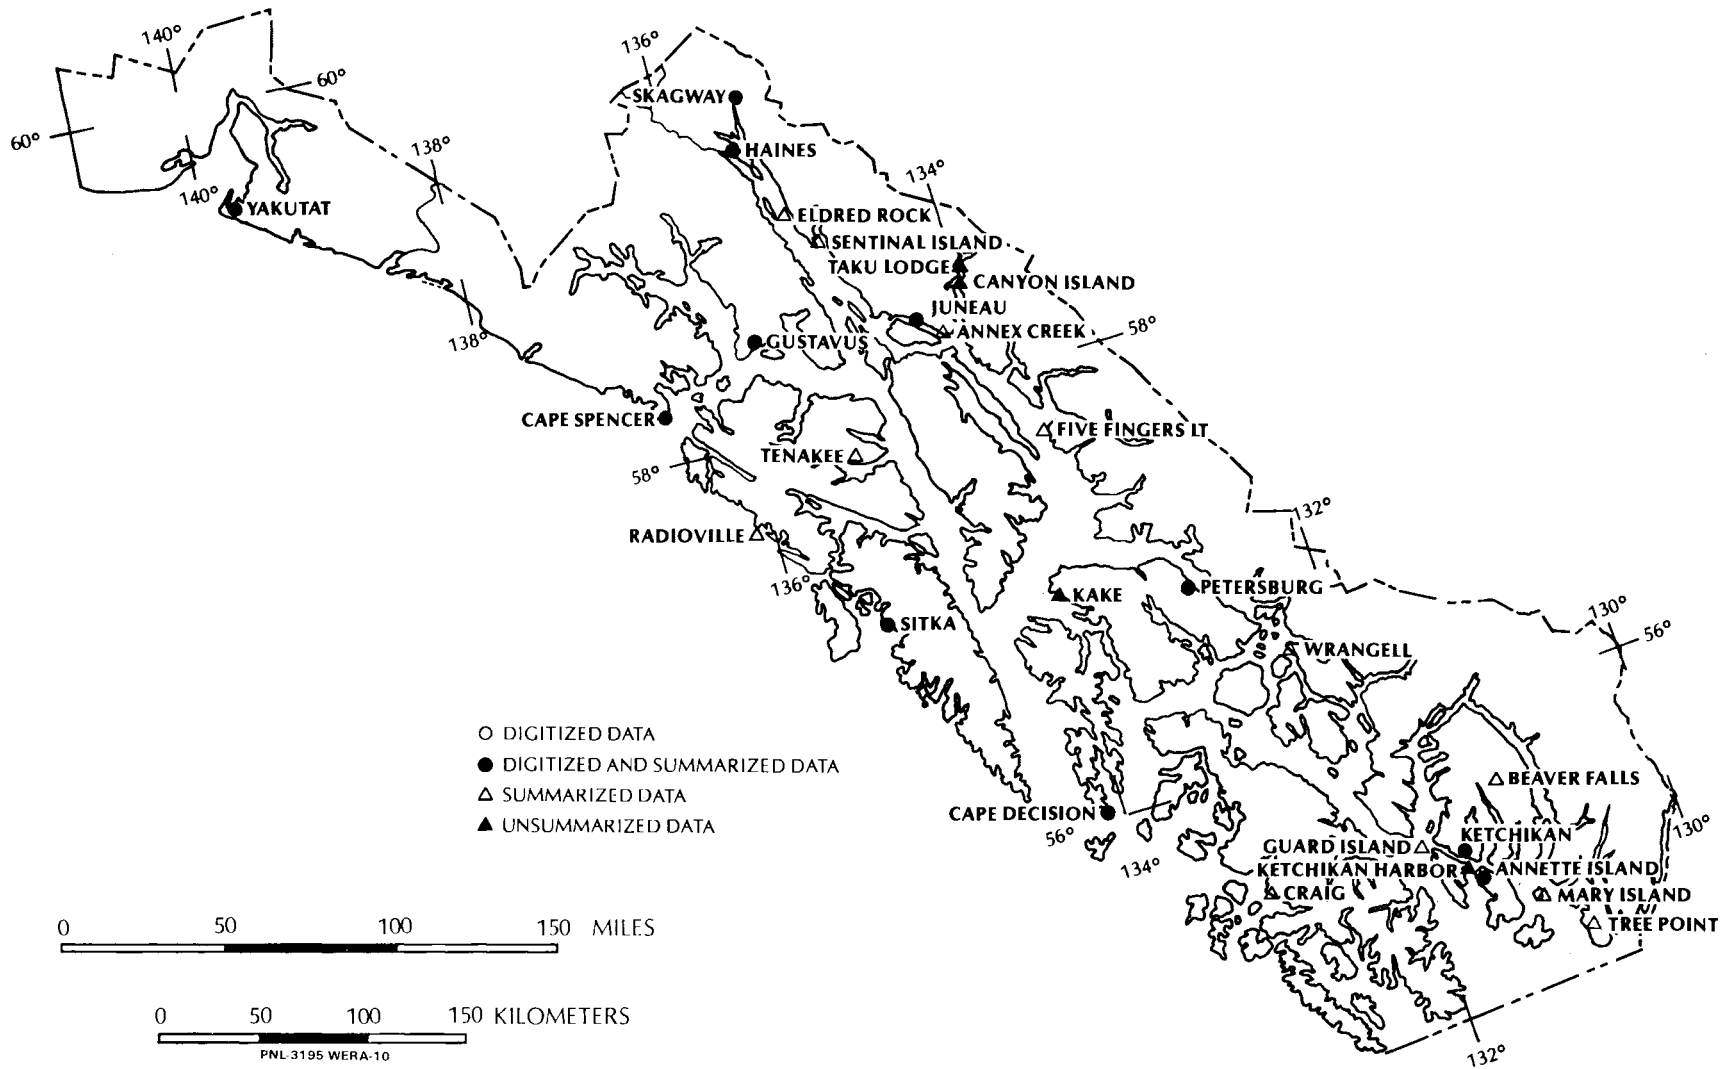 140°
136°
60°
SKAGWAY
60°
138°
HAINES
134°
140°
YAKUTAT
ELDRED ROCK
SENTINAL ISLAND
TAKU LODGE
CANYON ISLAND
JUNEAU
58°
ANNEX CREEK
138°
GUSTAVUS
CAPE SPENCER
FIVE FINGERS LT
TENAKEE
58°
132°
RADIOVILLE
136°
PETERSBURG
KAKE
130°
56°
SITKA
WRANGELL
○ DIGITIZED DATA
● DIGITIZED AND SUMMARIZED DATA
△ SUMMARIZED DATA
▲ UNSUMMARIZED DATA
BEAVER FALLS
CAPE DECISION
56°
130°
KETCHIKAN
GUARD ISLAND
134°
KETCHIKAN HARBOR
ANNETTE ISLAND
CRAIG
MARY ISLAND
TREE POINT
0 50 100 150 MILES
0 50 100 150 KILOMETERS
PNL-3195 WERA-10
132°